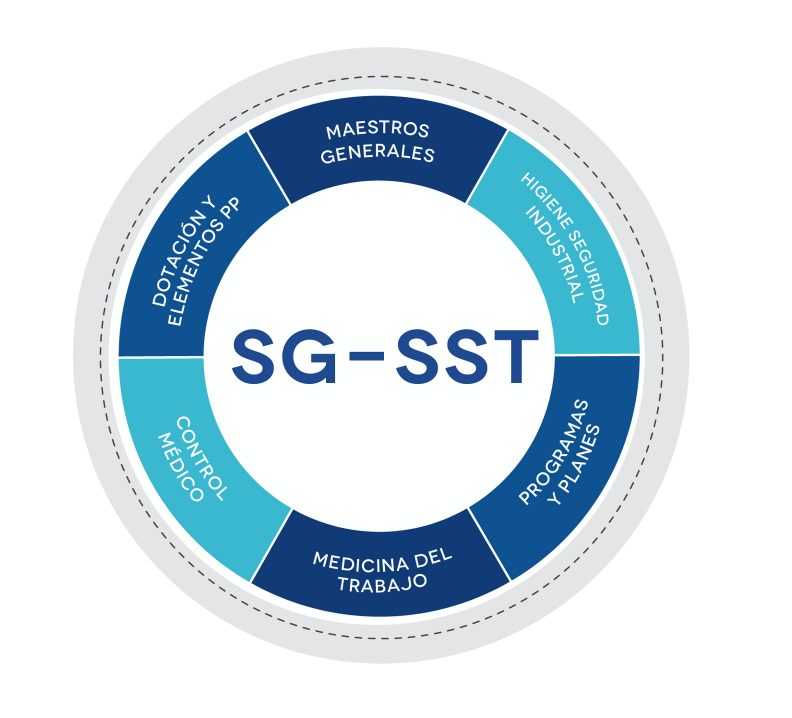 MAESTROS
GENERALES
HIGIENE SEGURIDAD
INDUSTRIAL
PROGRAMAS
Y PLANES
MEDICINA DEL
TRABAJO
CONTROL
MÉDICO
DOTACIÓN Y
ELEMENTOS PP
SG-SST